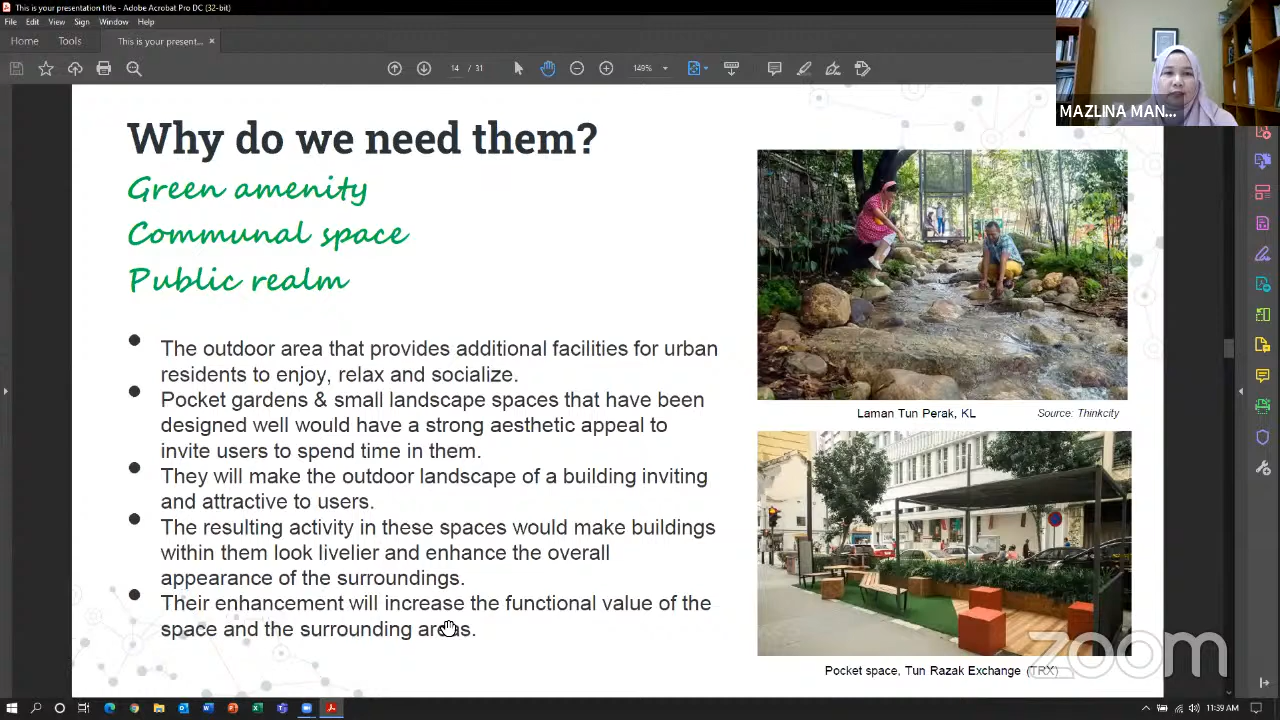 This is your presentation title - Adobe Acrobat Pro DC (32-bit)
File Edit View Sign Window Help
Home Tools This is your present... ×
14 / 31 149%
MAZLINA MAN...
Why do we need them?
Green amenity
Communal space
Public realm
• The outdoor area that provides additional facilities for urban
residents to enjoy, relax and socialize.
• Pocket gardens & small landscape spaces that have been
designed well would have a strong aesthetic appeal to
invite users to spend time in them.
• They will make the outdoor landscape of a building inviting
and attractive to users.
• The resulting activity in these spaces would make buildings
within them look livelier and enhance the overall
appearance of the surroundings.
• Their enhancement will increase the functional value of the
space and the surrounding areas.
Laman Tun Perak, KL Source: Thinkcity
Pocket space, Tun Razak Exchange (TRX)
zoom
11:39 AM